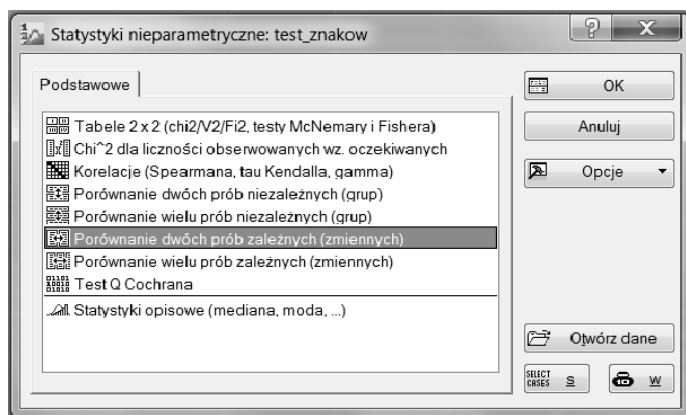 Statystyki nieparametryczne: test_znakow
Podstawowe
Tabele 2 x 2 (chi2/V2/Fi2, testy McNemary i Fishera)
Chi^2 dla liczności obserwowanych wz. oczekiwanych
Korelacje (Spearmana, tau Kendalla, gamma)
Porównanie dwóch prób niezależnych (grup)
Porównanie wielu prób niezależnych (grup)
Porównanie dwóch prób zależnych (zmiennych)
Porównanie wielu prób zależnych (zmiennych)
Test Q Cochrana
Statystyki opisowe (mediana, moda, ...)
OK
Anuluj
Opcje
Otwórz dane
SELECT CASES S
W